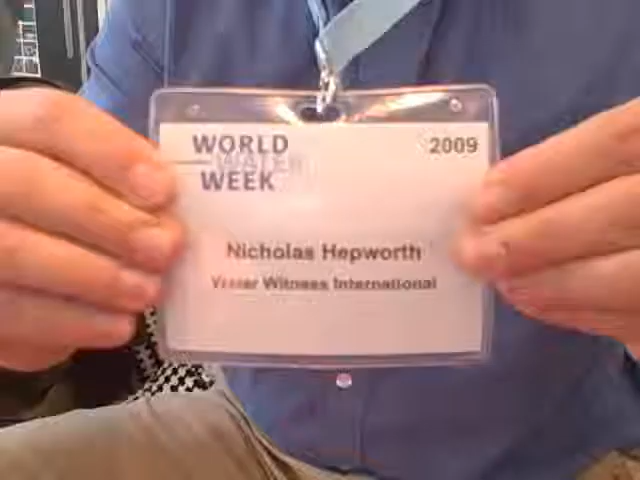 WORLD
2009
WATER
WEEK
Nicholas Hepworth
Water Witness International